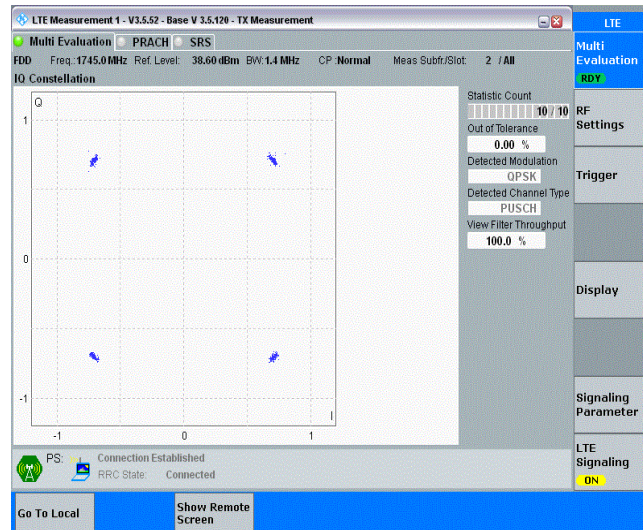 LTE Measurement 1 - V3.5.52 - Base V 3.5.120 - TX Measurement
LTE
Multi Evaluation PRACH SRS
FDD Freq.:1745.0 MHz Ref. Level: 38.60 dBm BW:1.4 MHz CP :Normal Meas Subfr./Slot: 2 / All
IQ Constellation
Q
1
0
-1
-1 0 1
I
Statistic Count
10 / 10
Out of Tolerance
0.00 %
Detected Modulation
QPSK
Detected Channel Type
PUSCH
View Filter Throughput
100.0 %
Multi
Evaluation
RDY
RF
Settings
Trigger
Display
Signaling
Parameter
LTE
Signaling
ON
PS: Connection Established
RRC State: Connected
Go To Local
Show Remote
Screen